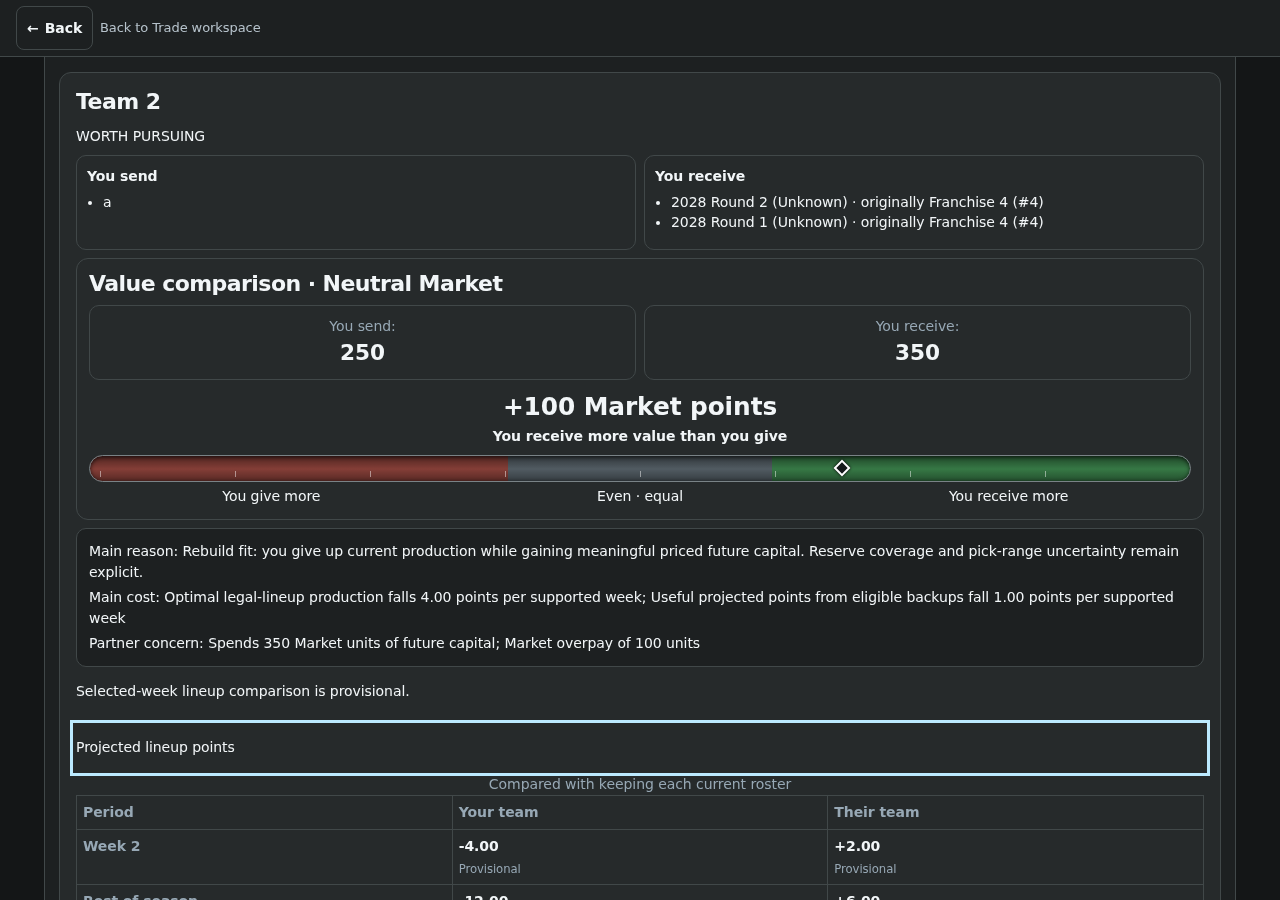 ← Back Back to Trade workspace
Team 2
WORTH PURSUING
You send
• a
You receive
• 2028 Round 2 (Unknown) · originally Franchise 4 (#4)
• 2028 Round 1 (Unknown) · originally Franchise 4 (#4)
Value comparison · Neutral Market
You send:
250
You receive:
350
+100 Market points
You receive more value than you give
You give more Even · equal You receive more
Main reason: Rebuild fit: you give up current production while gaining meaningful priced future capital. Reserve coverage and pick-range uncertainty remain
explicit.
Main cost: Optimal legal-lineup production falls 4.00 points per supported week; Useful projected points from eligible backups fall 1.00 points per supported
week
Partner concern: Spends 350 Market units of future capital; Market overpay of 100 units
Selected-week lineup comparison is provisional.
Projected lineup points
Compared with keeping each current roster
Period Your team Their team
Week 2 -4.00 +2.00
Provisional Provisional
Rest of season -12.00 +6.00